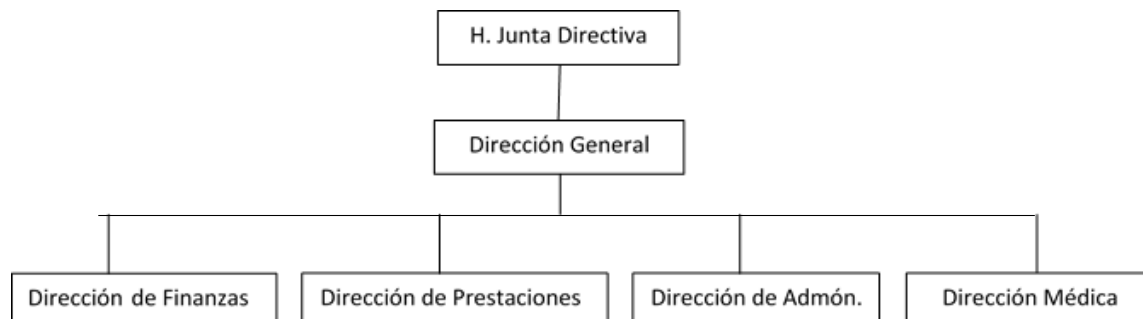 H. Junta Directiva
Dirección General
Dirección de Finanzas
Dirección de Prestaciones
Dirección de Admón.
Dirección Médica